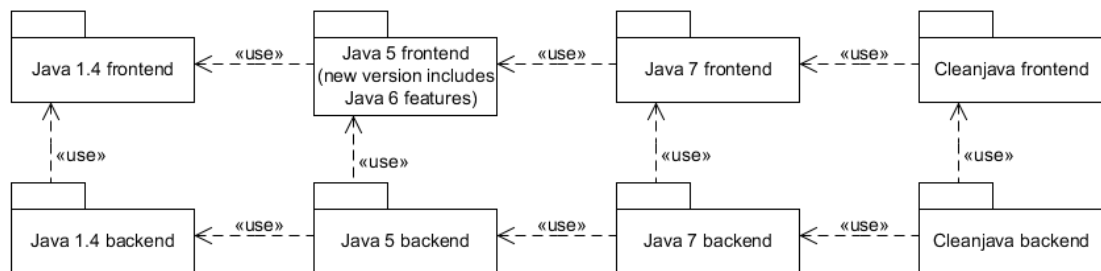 Java 1.4 frontend
«use»
Java 5 frontend
(new version includes
Java 6 features)
«use»
Java 7 frontend
«use»
Cleanjava frontend
«use»
«use»
«use»
«use»
Java 1.4 backend
«use»
Java 5 backend
«use»
Java 7 backend
«use»
Cleanjava backend